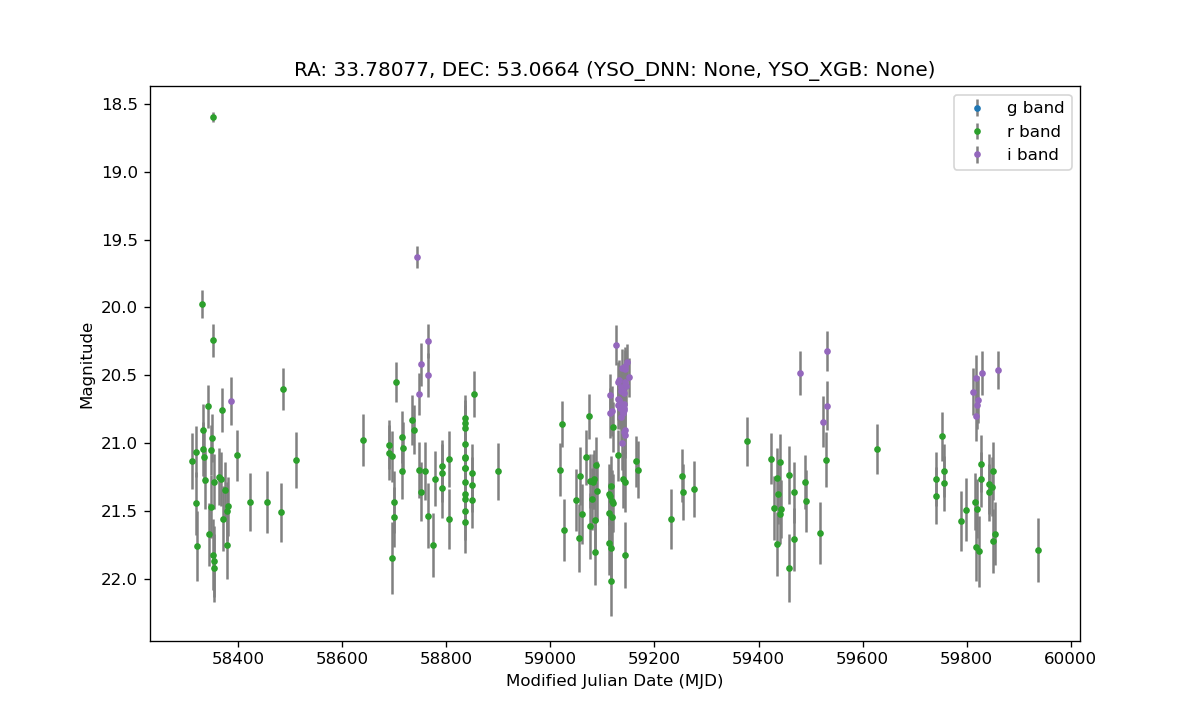 RA: 33.78077, DEC: 53.0664 (YSO_DNN: None, YSO_XGB: None)
g band
r band
i band
18.5
19.0
19.5
20.0
20.5
21.0
21.5
22.0
Magnitude
58400 58600 58800 59000 59200 59400 59600 59800 60000
Modified Julian Date (MJD)